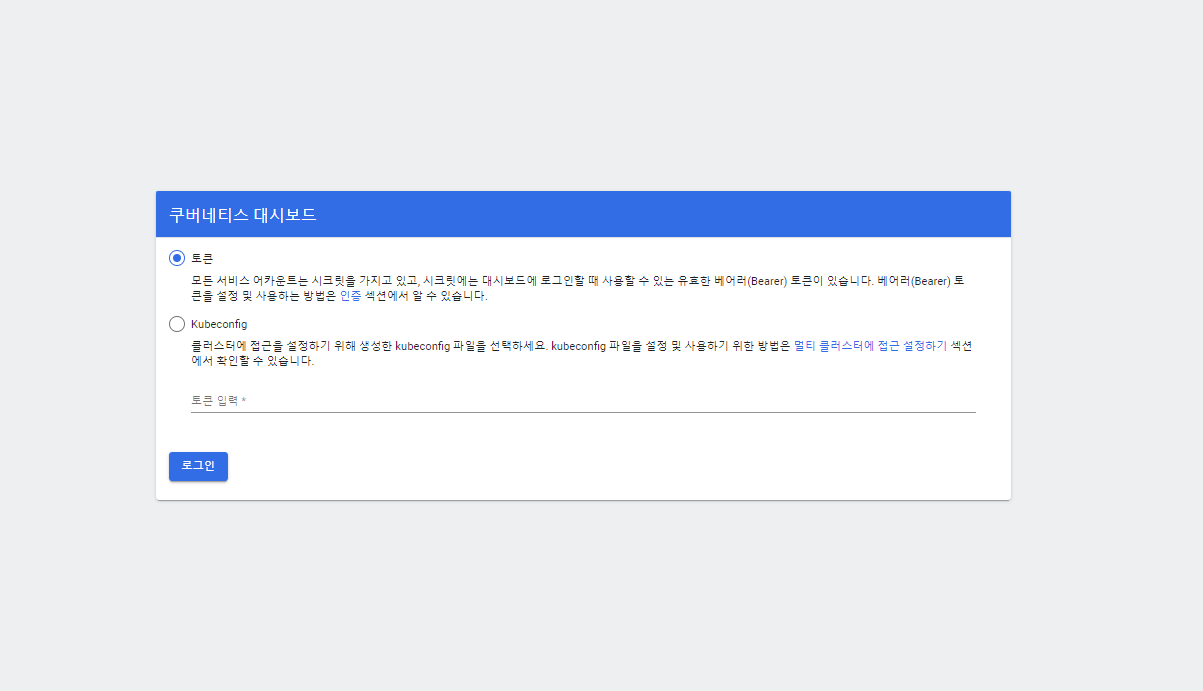 쿠버네티스 대시보드
토큰
모든 서비스 어카운트는 시크릿을 가지고 있고, 시크릿에는 대시보드에 로그인할 때 사용할 수 있는 유효한 베어러(Bearer) 토큰이 있습니다. 베어러(Bearer) 토
큰을 설정 및 사용하는 방법은 인증 섹션에서 알 수 있습니다.
Kubeconfig
클러스터에 접근을 설정하기 위해 생성한 kubeconfig 파일을 선택하세요. kubeconfig 파일을 설정 및 사용하기 위한 방법은 멀티 클러스터에 접근 설정하기 섹션
에서 확인할 수 있습니다.
토큰 입력 *
로그인